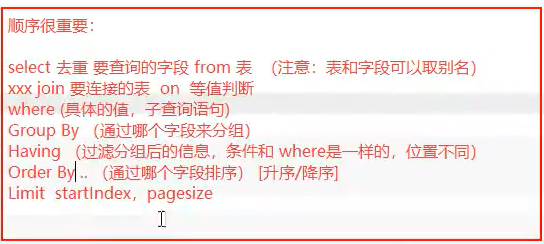 顺序很重要：
select 去重 要查询的字段 from 表 （注意：表和字段可以取别名）
xxx join 要连接的表 on 等值判断
where (具体的值，子查询语句)
Group By （通过哪个字段来分组）
Having （过滤分组后的信息，条件和 where是一样的，位置不同）
Order By .. （通过哪个字段排序） [升序/降序]
Limit startIndex，pagesize